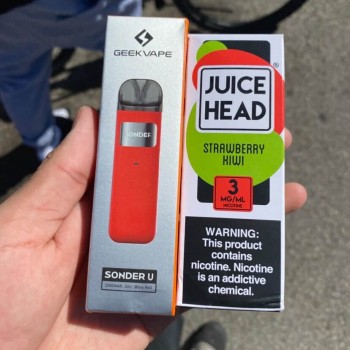 GEEKVAPE
SONDER
SONDER U
JUICE
HEAD
®
STRAWBERRY
KIWI
3
MG/ML
NICOTINE
WARNING:
This product
contains
nicotine. Nicotine
is an addictive
chemical.